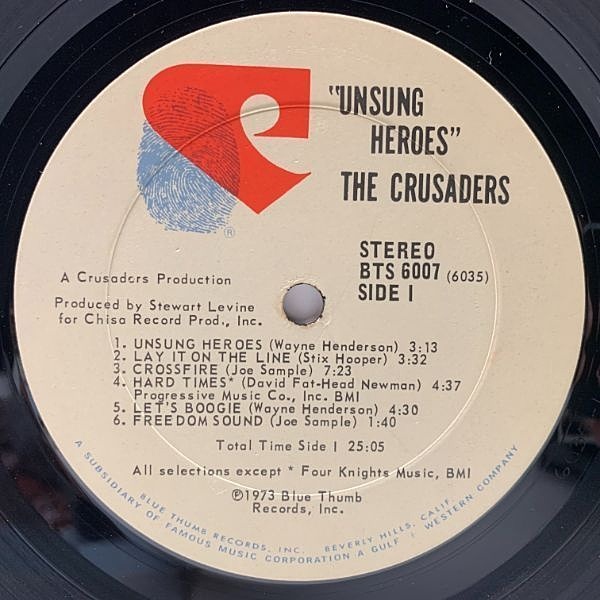 "UNSUNG
HEROES"
THE CRUSADERS
®
STEREO
BTS 6007 (6035)
SIDE I
A Crusaders Production
Produced by Stewart Levine
for Chisa Record Prod., Inc.
1. UNSUNG HEROES (Wayne Henderson) 3:13
2. LAY IT ON THE LINE (Stix Hooper) 3:32
3. CROSSFIRE (Joe Sample) 7:23
4. HARD TIMES* (David Fat-Head Newman) 4:37
Progressive Music Co., Inc. BMI
5. LET'S BOOGIE (Wayne Henderson) 4:30
6. FREEDOM SOUND (Joe Sample) 1:40
Total Time Side I 25:05
All selections except * Four Knights Music, BMI
Ⓟ1973 Blue Thumb
Records, Inc.
BLUE THUMB RECORDS, INC. BEVERLY HILLS, CALIF.
A SUBSIDIARY OF FAMOUS MUSIC CORPORATION A GULF + WESTERN COMPANY